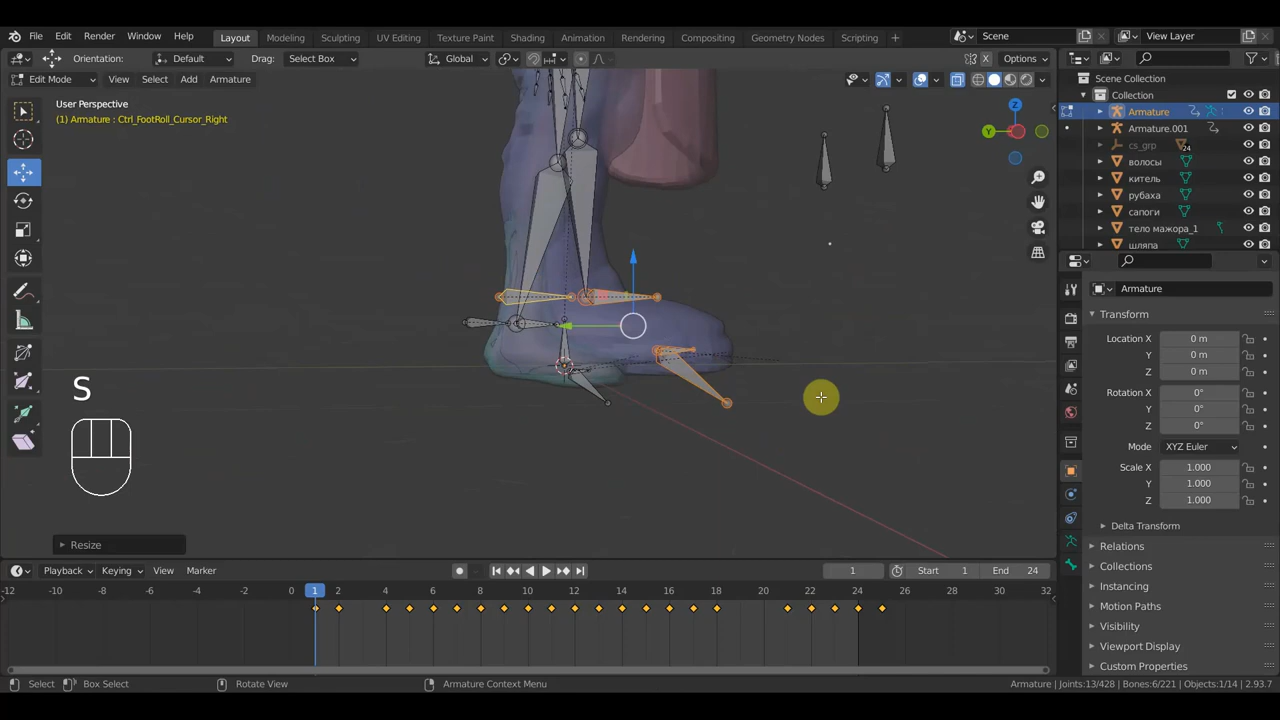 File Edit Render Window Help Layout Modeling Sculpting UV Editing Texture Paint Shading Animation Rendering Compositing Geometry Nodes Scripting + Scene View Layer
Orientation: Default Drag: Select Box Global X Options
Edit Mode View Select Add Armature
User Perspective
(1) Armature : Ctrl_FootRoll_Cursor_Right
Z
Y
Scene Collection
Collection
Armature
Armature.001
cs_grp 24
волосы
китель
рубаха
сапоги
тело мажора_1
шляпа
Armature
Armature
Transform
Location X 0 m
Y 0 m
Z 0 m
Rotation X 0°
Y 0°
Z 0°
Mode XYZ Euler
Scale X 1.000
Y 1.000
Z 1.000
Delta Transform
Relations
Collections
Instancing
Motion Paths
Visibility
Viewport Display
Custom Properties
S
Resize
Playback Keying View Marker 1 Start 1 End 24
-12 -10 -8 -6 -4 -2 0 1 2 4 6 8 10 12 14 16 18 20 22 24 26 28 30 32
Select Box Select Rotate View Armature Context Menu Armature | Joints:13/428 | Bones:6/221 | Objects:1/14 | 2.93.7